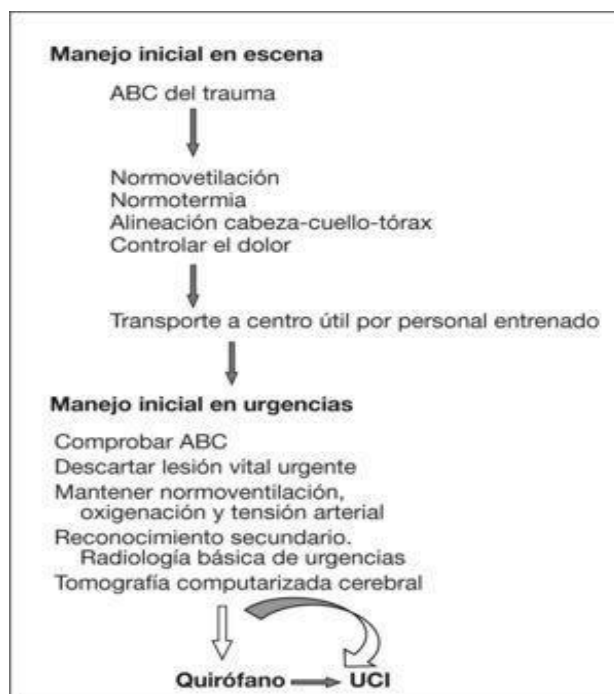 Manejo inicial en escena
ABC del trauma
Normovetilación
Normotermia
Alineación cabeza-cuello-tórax
Controlar el dolor
Transporte a centro útil por personal entrenado
Manejo inicial en urgencias
Comprobar ABC
Descartar lesión vital urgente
Mantener normoventilación,
oxigenación y tensión arterial
Reconocimiento secundario.
Radiología básica de urgencias
Tomografía computarizada cerebral
Quirófano UCI